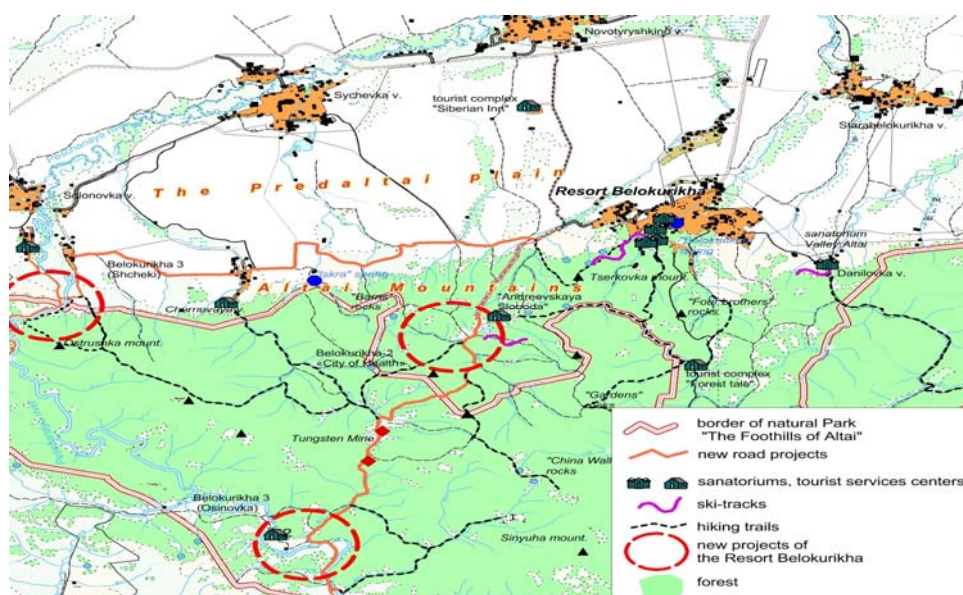 Novotyryshkino v.
Sychevka v.
tourist complex
"Siberian Inn"
Starobelokurikha v.
Peschanay
The Predaltai plain
Resort Belokurikha
Solonovka v.
sanatorium
Valley Altai
Belokurikha 3
(Shcheki)
"Iskra" spring
Tserkovka mount.
Danilovka v.
Altai Mountains
"Barns"
rocks
"Andreevskaya
Sloboda"
"Four brothers"
rocks
Chernovaya v.
Ostrushka mount.
Belokurikha-2
«City of Health»
tourist complex
"Forest tale"
"Gardens"
rocks
Tungsten Mine
"China Wall"
rocks
Belokurikha 3
(Osinovka)
Sinyuha mount.
border of natural Park
"The Foothills of Altai"
new road projects
sanatoriums, tourist services centers
ski-tracks
hiking trails
new projects of
the Resort Belokurikha
forest